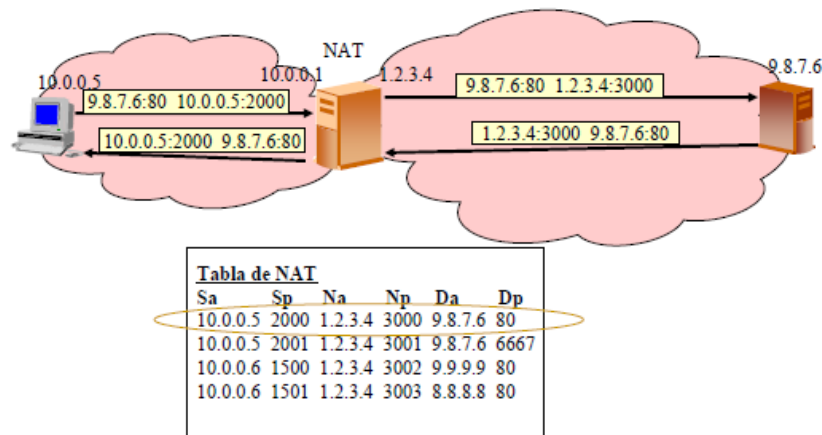 NAT
10.0.0.5
10.0.0.1
1.2.3.4
9.8.7.6
9.8.7.6:80 10.0.0.5:2000
9.8.7.6:80 1.2.3.4:3000
10.0.0.5:2000 9.8.7.6:80
1.2.3.4:3000 9.8.7.6:80
Tabla de NAT
Sa Sp Na Np Da Dp
10.0.0.5 2000 1.2.3.4 3000 9.8.7.6 80
10.0.0.5 2001 1.2.3.4 3001 9.8.7.6 6667
10.0.0.6 1500 1.2.3.4 3002 9.9.9.9 80
10.0.0.6 1501 1.2.3.4 3003 8.8.8.8 80